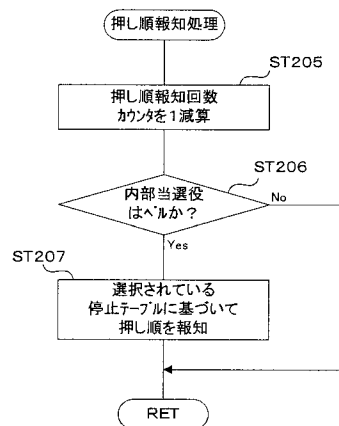 押し順報知処理
ST205
押し順報知回数
カウンタを1減算
ST206
内部当選役
はベルか？
No
Yes
ST207
選択されている
停止テーブルに基づいて
押し順を報知
RET